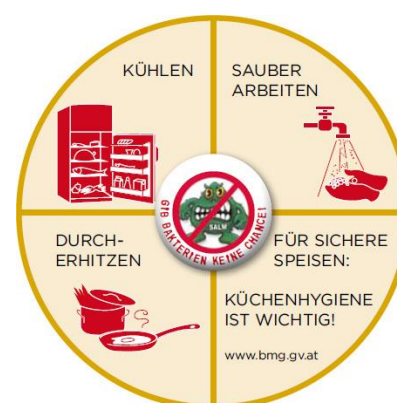 KÜHLEN
SAUBER
ARBEITEN
GIB BAKTERIEN KEINE CHANCE!
SALM
DURCH-
ERHITZEN
FÜR SICHERE
SPEISEN:
KÜCHENHYGIENE
IST WICHTIG!
www.bmg.gv.at